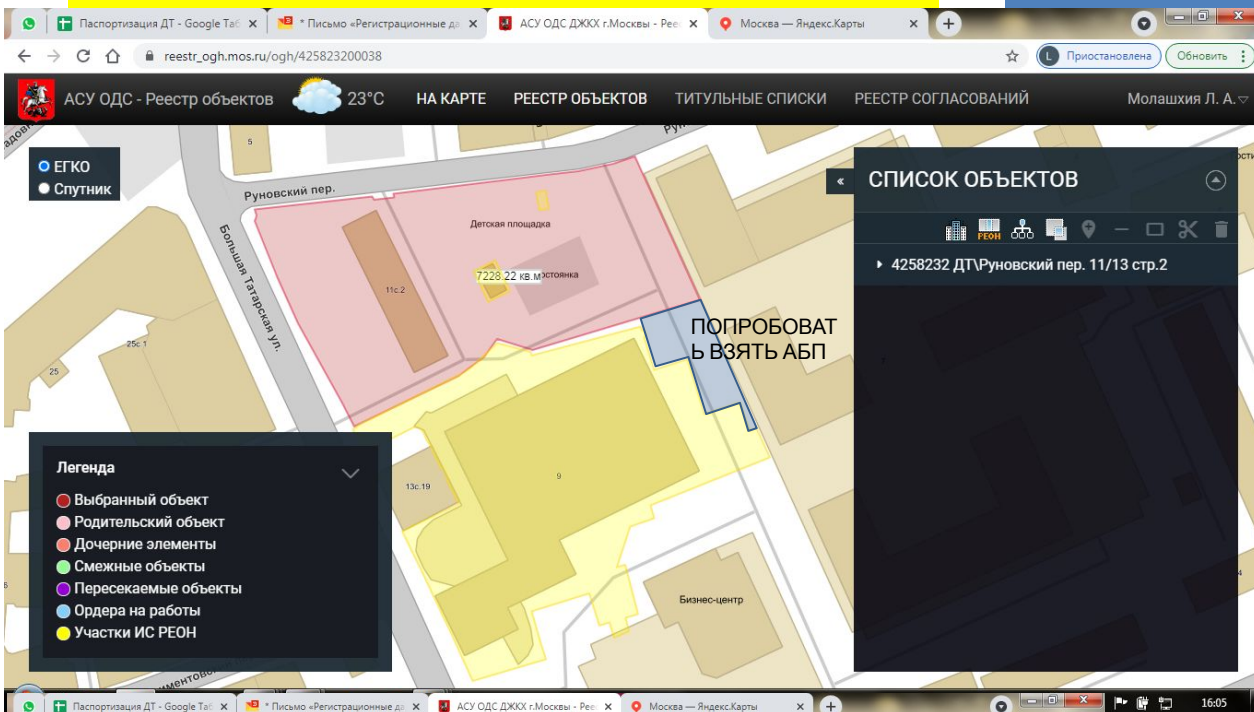 Паспортизация ДТ - Google Таб
* Письмо «Регистрационные да
АСУ ОДС ДЖКХ г.Москвы - Рее
Москва — Яндекс.Карты
reestr_ogh.mos.ru/ogh/425823200038
L Приостановлена
Обновить
АСУ ОДС - Реестр объектов
23°C
НА КАРТЕ
РЕЕСТР ОБЪЕКТОВ
ТИТУЛЬНЫЕ СПИСКИ
РЕЕСТР СОГЛАСОВАНИЙ
Молашхия Л. А.
ЕГКО
Спутник
5
Руновский пер.
Большая Татарская ул.
Детская площадка
7228.22 кв.м
11с.2
25с 1
25
ПОПРОБОВАТ
Ь ВЗЯТЬ АБП
13с.19
9
Бизнес-центр
СПИСОК ОБЪЕКТОВ
РЕОН
4258232 ДТ\Руновский пер. 11/13 стр.2
Легенда
Выбранный объект
Родительский объект
Дочерние элементы
Смежные объекты
Пересекаемые объекты
Ордера на работы
Участки ИС РЕОН
Паспортизация ДТ - Google Таб
* Письмо «Регистрационные да
АСУ ОДС ДЖКХ г.Москвы - Рее
Москва — Яндекс.Карты
16:05